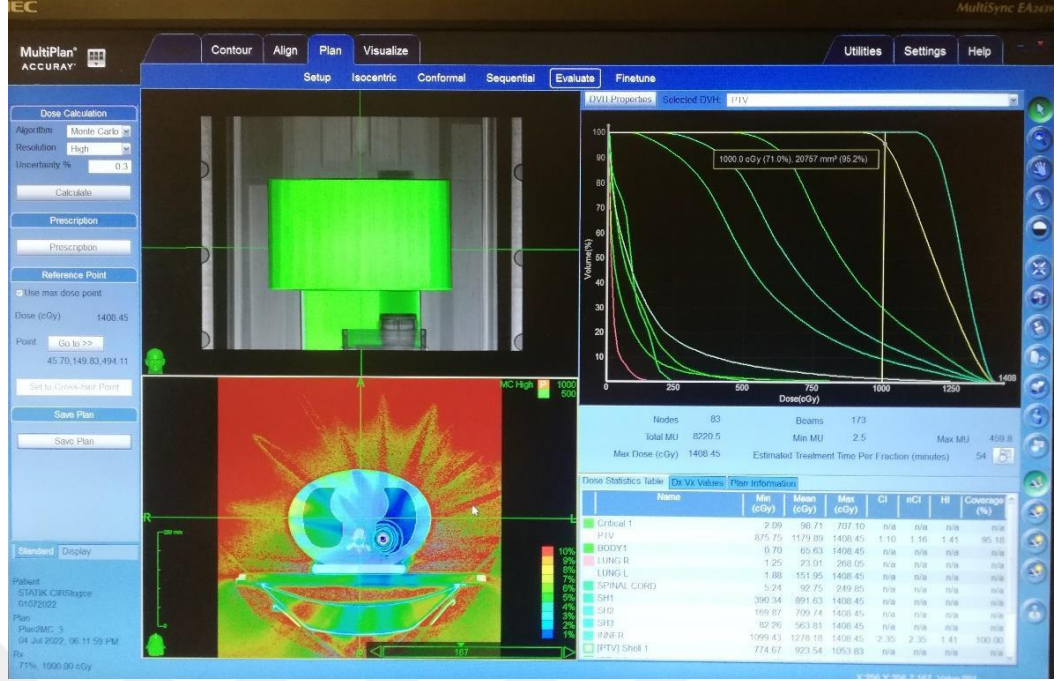 NEC
MultiSync EA243W
MultiPlan®
ACCURAY®
Contour Align Plan Visualize
Utilities Settings Help
Setup Isocentric Conformal Sequential Evaluate Finetune
Dose Calculation
Algorithm Monte Carlo
Resolution High
Uncertainty % 0.3
Calculate
Prescription
Prescription
Reference Point
Use max dose point
Dose (cGy) 1408.45
Point Go to >>
45.70,149.83,494.11
Set to Cross-hair Point
Save Plan
Save Plan
Standard Display
Patient
STATIK CIRStugce
01072022
Plan
Plan2MC_3
04 Jul 2022, 06:11:59 PM
Rx
71%, 1000.00 cGy
A
MC High P 1000
500
R
L
200 mm
10%
9%
8%
7%
6%
5%
4%
3%
2%
1%
167
DVH Properties Selected DVH: PTV
1000.0 cGy (71.0%), 20757 mm³ (95.2%)
Volume(%)
100
90
80
70
60
50
40
30
20
10
0 250 500 750 1000 1250 1408
Dose(cGy)
Nodes 83 Beams 173
Total MU 8220.5 Min MU 2.5 Max MU 459.8
Max Dose (cGy) 1408.45 Estimated Treatment Time Per Fraction (minutes) 54
Dose Statistics Table Dx Vx Values Plan Information
Name Min (cGy) Mean (cGy) Max (cGy) CI nCI HI Coverage (%)
Critical 1 2.09 98.71 707.10 n/a n/a n/a n/a
PTV 875.75 1179.89 1408.45 1.10 1.16 1.41 95.18
BODY1 0.70 65.63 1408.45 n/a n/a n/a n/a
LUNG R 1.25 23.01 268.05 n/a n/a n/a n/a
LUNG L 1.88 151.95 1408.45 n/a n/a n/a n/a
SPINAL CORD 5.24 92.75 249.85 n/a n/a n/a n/a
SH1 390.34 891.63 1408.45 n/a n/a n/a n/a
SH2 169.87 709.74 1408.45 n/a n/a n/a n/a
SH3 82.26 563.81 1408.45 n/a n/a n/a n/a
INNER 1099.43 1278.18 1408.45 2.35 2.35 1.41 100.00
[PTV] Shell 1 774.67 923.54 1053.83 n/a n/a n/a n/a